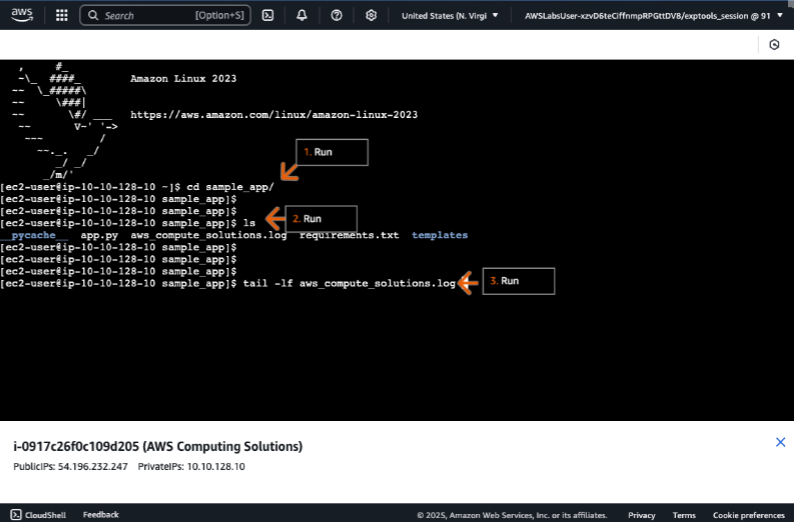 aws
Search [Option+S] United States (N. Virgi AWSLabsUser-xzvD6teCiffnmpRPGttDV8/exptools_session @ 91
, #_
~\_ ####_ Amazon Linux 2023
~~ \_#####\
~~ \###|
~~ \#/ ___ https://aws.amazon.com/linux/amazon-linux-2023
~~ V~' '->
~~~ /
~~._. _/
_/ _/
_/m/'
1. Run
[ec2-user@ip-10-10-128-10 ~]$ cd sample_app/
[ec2-user@ip-10-10-128-10 sample_app]$
[ec2-user@ip-10-10-128-10 sample_app]$
[ec2-user@ip-10-10-128-10 sample_app]$ ls
2. Run
__pycache__ app.py aws_compute_solutions.log requirements.txt templates
[ec2-user@ip-10-10-128-10 sample_app]$
[ec2-user@ip-10-10-128-10 sample_app]$
[ec2-user@ip-10-10-128-10 sample_app]$
[ec2-user@ip-10-10-128-10 sample_app]$ tail -lf aws_compute_solutions.log
3. Run
i-0917c26f0c109d205 (AWS Computing Solutions)
PublicIPs: 54.196.232.247 PrivateIPs: 10.10.128.10
CloudShell Feedback © 2025, Amazon Web Services, Inc. or its affiliates. Privacy Terms Cookie preferences